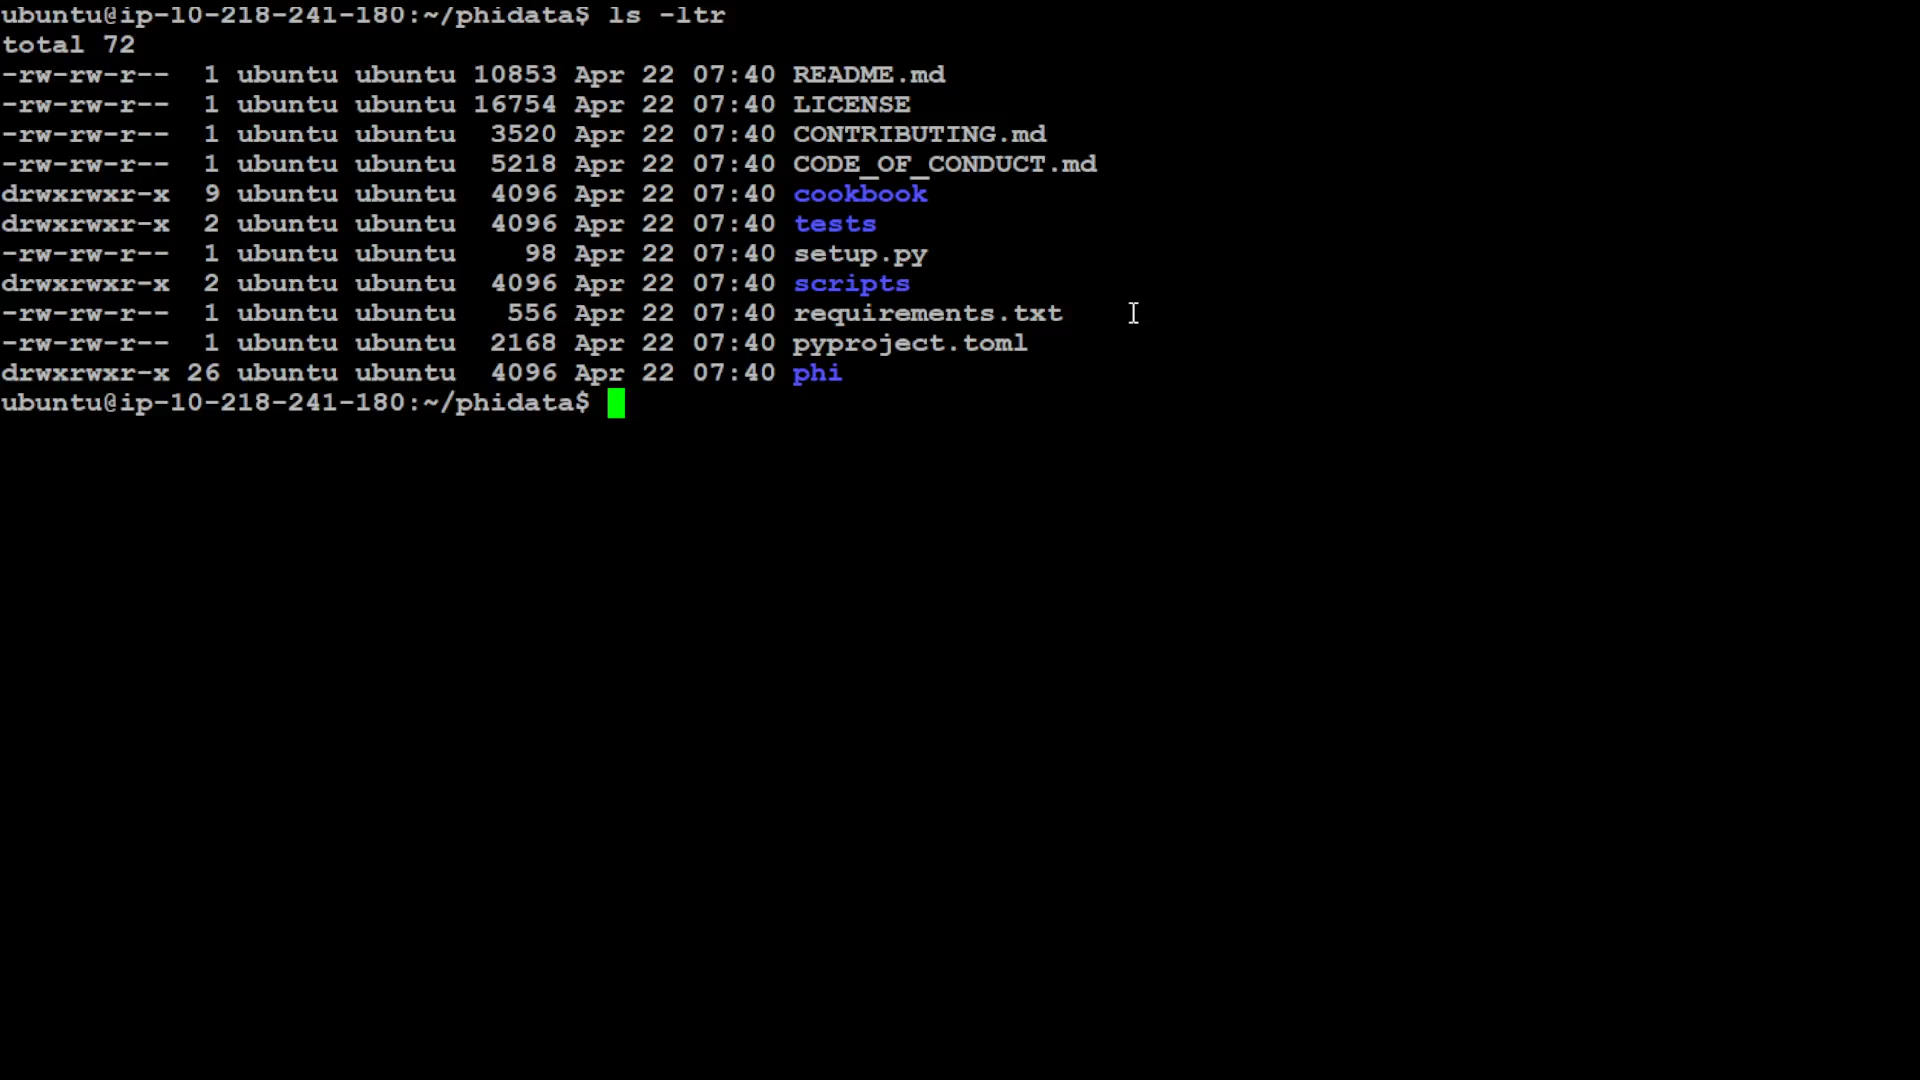 ubuntu@ip-10-218-241-180:~/phidata$ ls -ltr
total 72
-rw-rw-r--  1 ubuntu ubuntu 10853 Apr 22 07:40 README.md
-rw-rw-r--  1 ubuntu ubuntu 16754 Apr 22 07:40 LICENSE
-rw-rw-r--  1 ubuntu ubuntu  3520 Apr 22 07:40 CONTRIBUTING.md
-rw-rw-r--  1 ubuntu ubuntu  5218 Apr 22 07:40 CODE_OF_CONDUCT.md
drwxrwxr-x  9 ubuntu ubuntu  4096 Apr 22 07:40 cookbook
drwxrwxr-x  2 ubuntu ubuntu  4096 Apr 22 07:40 tests
-rw-rw-r--  1 ubuntu ubuntu    98 Apr 22 07:40 setup.py
drwxrwxr-x  2 ubuntu ubuntu  4096 Apr 22 07:40 scripts
-rw-rw-r--  1 ubuntu ubuntu   556 Apr 22 07:40 requirements.txt
-rw-rw-r--  1 ubuntu ubuntu  2168 Apr 22 07:40 pyproject.toml
drwxrwxr-x 26 ubuntu ubuntu  4096 Apr 22 07:40 phi
ubuntu@ip-10-218-241-180:~/phidata$